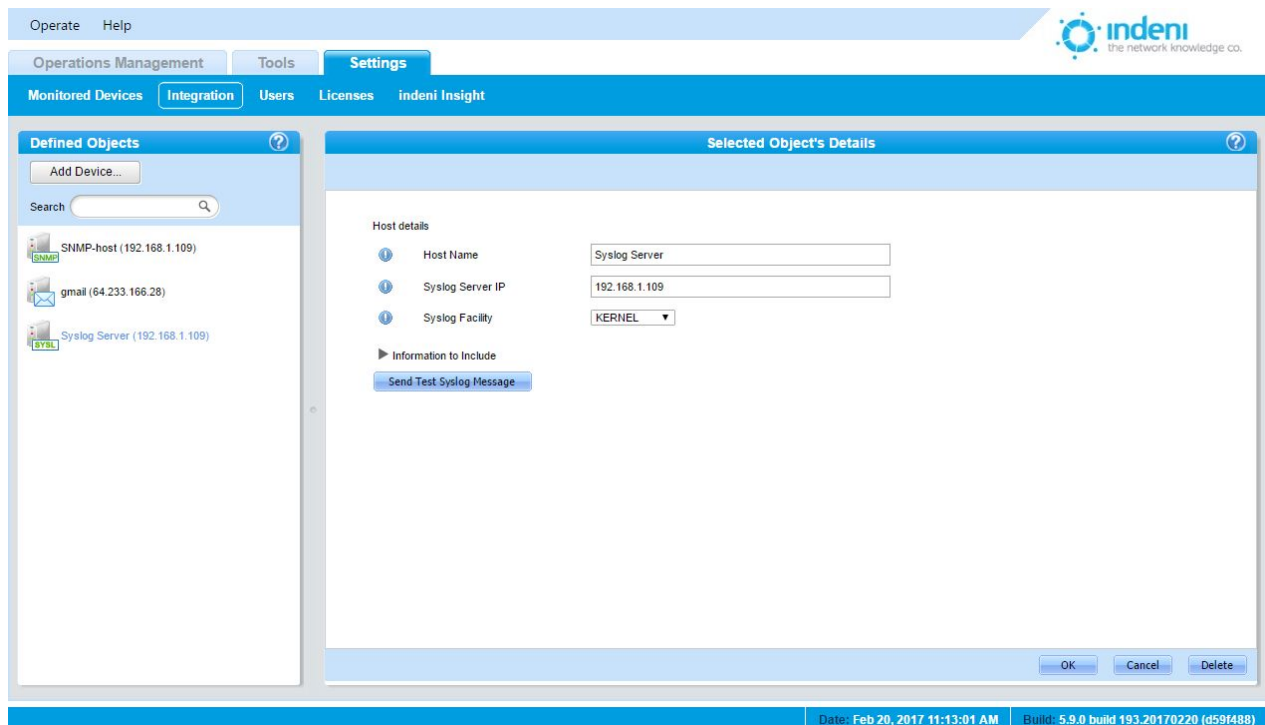 Operate Help
indeni
the network knowledge co.
Operations Management Tools Settings
Monitored Devices Integration Users Licenses indeni Insight
Defined Objects ?
Add Device...
Search
SNMP-host (192.168.1.109)
SNMP
gmail (64.233.166.28)
Syslog Server (192.168.1.109)
SYSL
Selected Object's Details ?
Host details
Host Name Syslog Server
Syslog Server IP 192.168.1.109
Syslog Facility KERNEL
Information to Include
Send Test Syslog Message
OK Cancel Delete
Date: Feb 20, 2017 11:13:01 AM Build: 5.9.0 build 193.20170220 (d59f488)